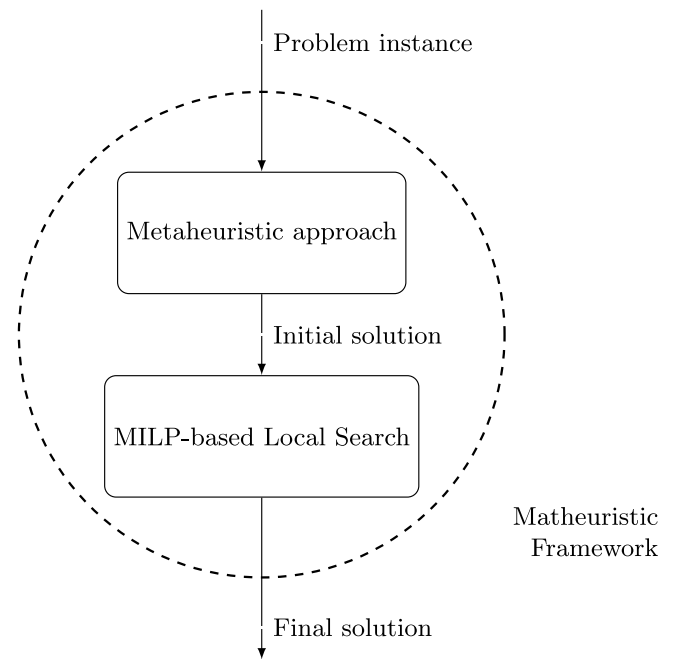 Problem instance
Metaheuristic approach
Initial solution
MILP-based Local Search
Matheuristic
Framework
Final solution